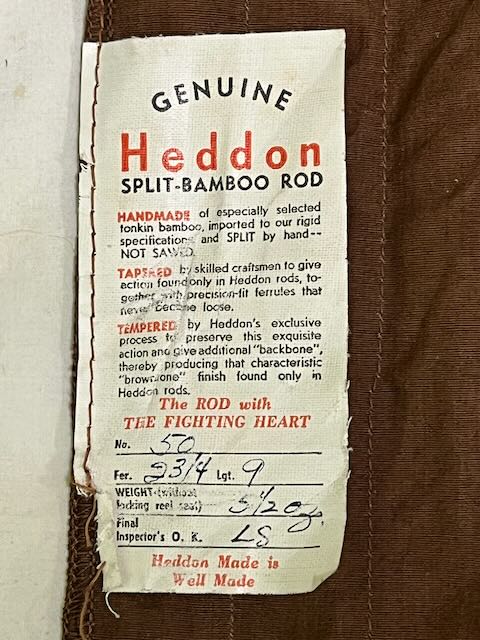 GENUINE
Heddon
SPLIT-BAMBOO ROD
HANDMADE of especially selected
tonkin bamboo, imported to our rigid
specifications and SPLIT by hand--
NOT SAWED.
TAPERED by skilled craftsmen to give
action found only in Heddon rods, to-
gether with precision-fit ferrules that
never become loose.
TEMPERED by Heddon's exclusive
process to preserve this exquisite
action and give additional "backbone",
thereby producing that characteristic
"browntone" finish found only in
Heddon rods.
The ROD with
THE FIGHTING HEART
No. 50
Fer. 2 3/4 Lgt. 9
WEIGHT (without
locking reel seat) 5 1/2 oz.
Final
Inspector's O. K. LS
Heddon Made is
Well Made